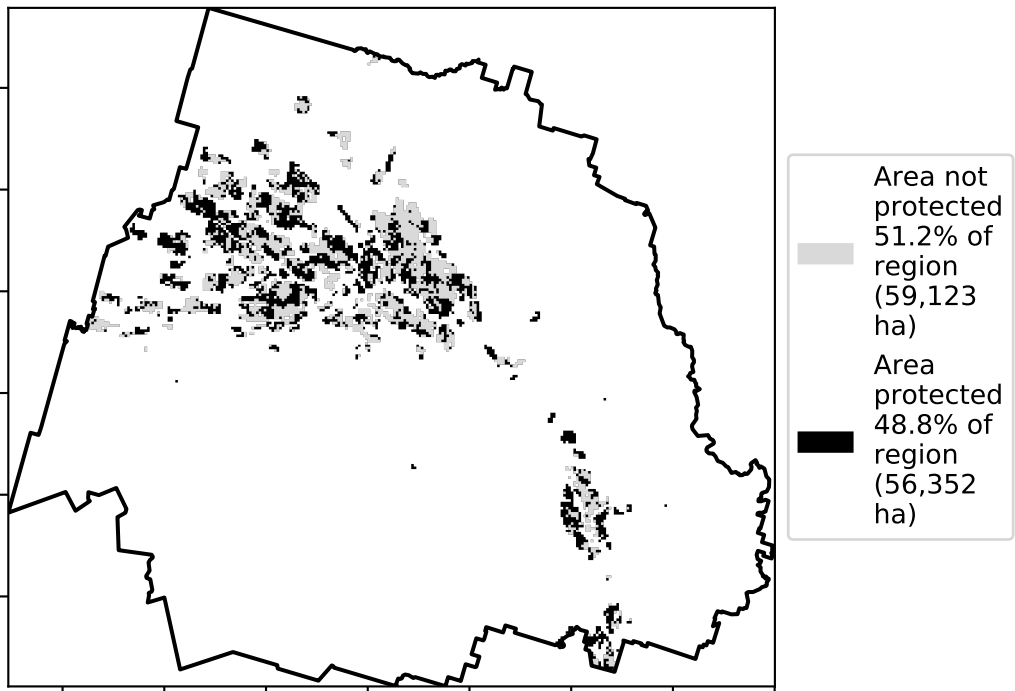 Area not
protected
51.2% of
region
(59,123
ha)
Area
protected
48.8% of
region
(56,352
ha)